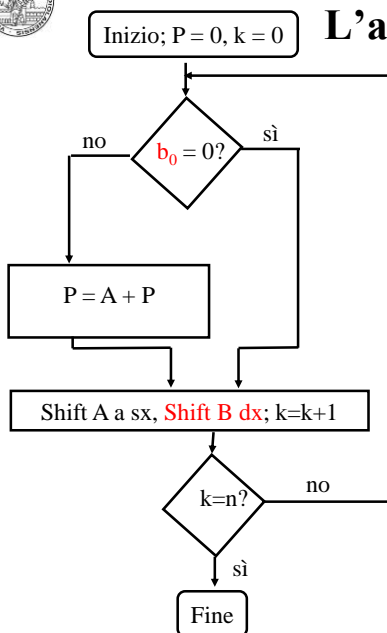 Inizio; P = 0, k = 0
L'a
no
b₀ = 0?
sì
P = A + P
Shift A a sx, Shift B dx; k=k+1
k=n?
no
sì
Fine